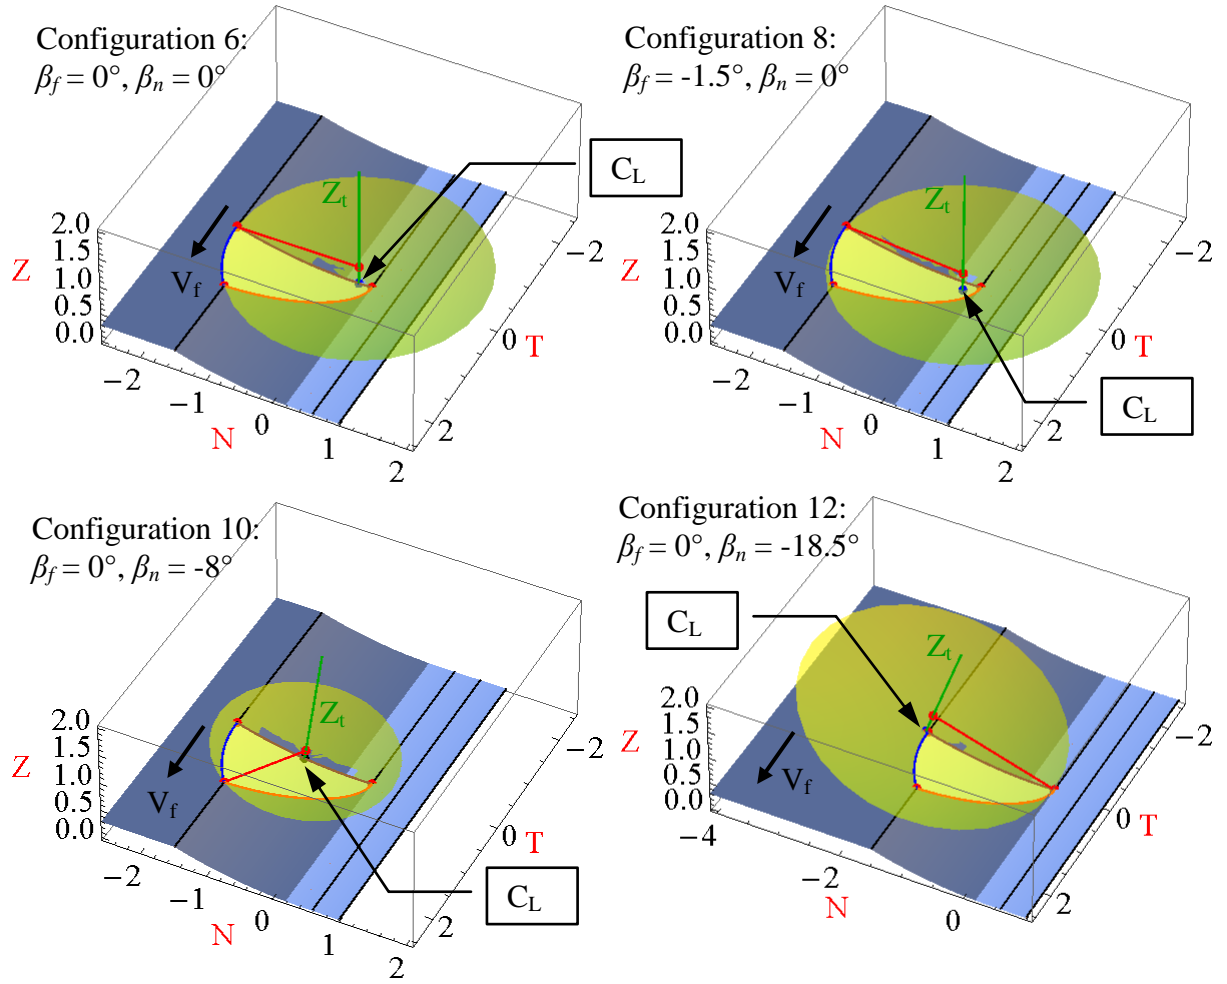 Configuration 6:
βf = 0°, βn = 0°
CL
Zt
Vf
Z
2.0
1.5
1.0
0.5
0.0
−2
−1
0
1
2
N
−2
0
2
T
Configuration 8:
βf = -1.5°, βn = 0°
Zt
Vf
CL
Z
2.0
1.5
1.0
0.5
0.0
−2
−1
0
1
2
N
−2
0
2
T
Configuration 10:
βf = 0°, βn = -8°
Zt
Vf
CL
Z
2.0
1.5
1.0
0.5
0.0
−2
−1
0
1
2
N
−2
0
2
T
Configuration 12:
βf = 0°, βn = -18.5°
CL
Zt
Vf
Z
2.0
1.5
1.0
0.5
0.0
−4
−2
0
N
−2
0
2
T